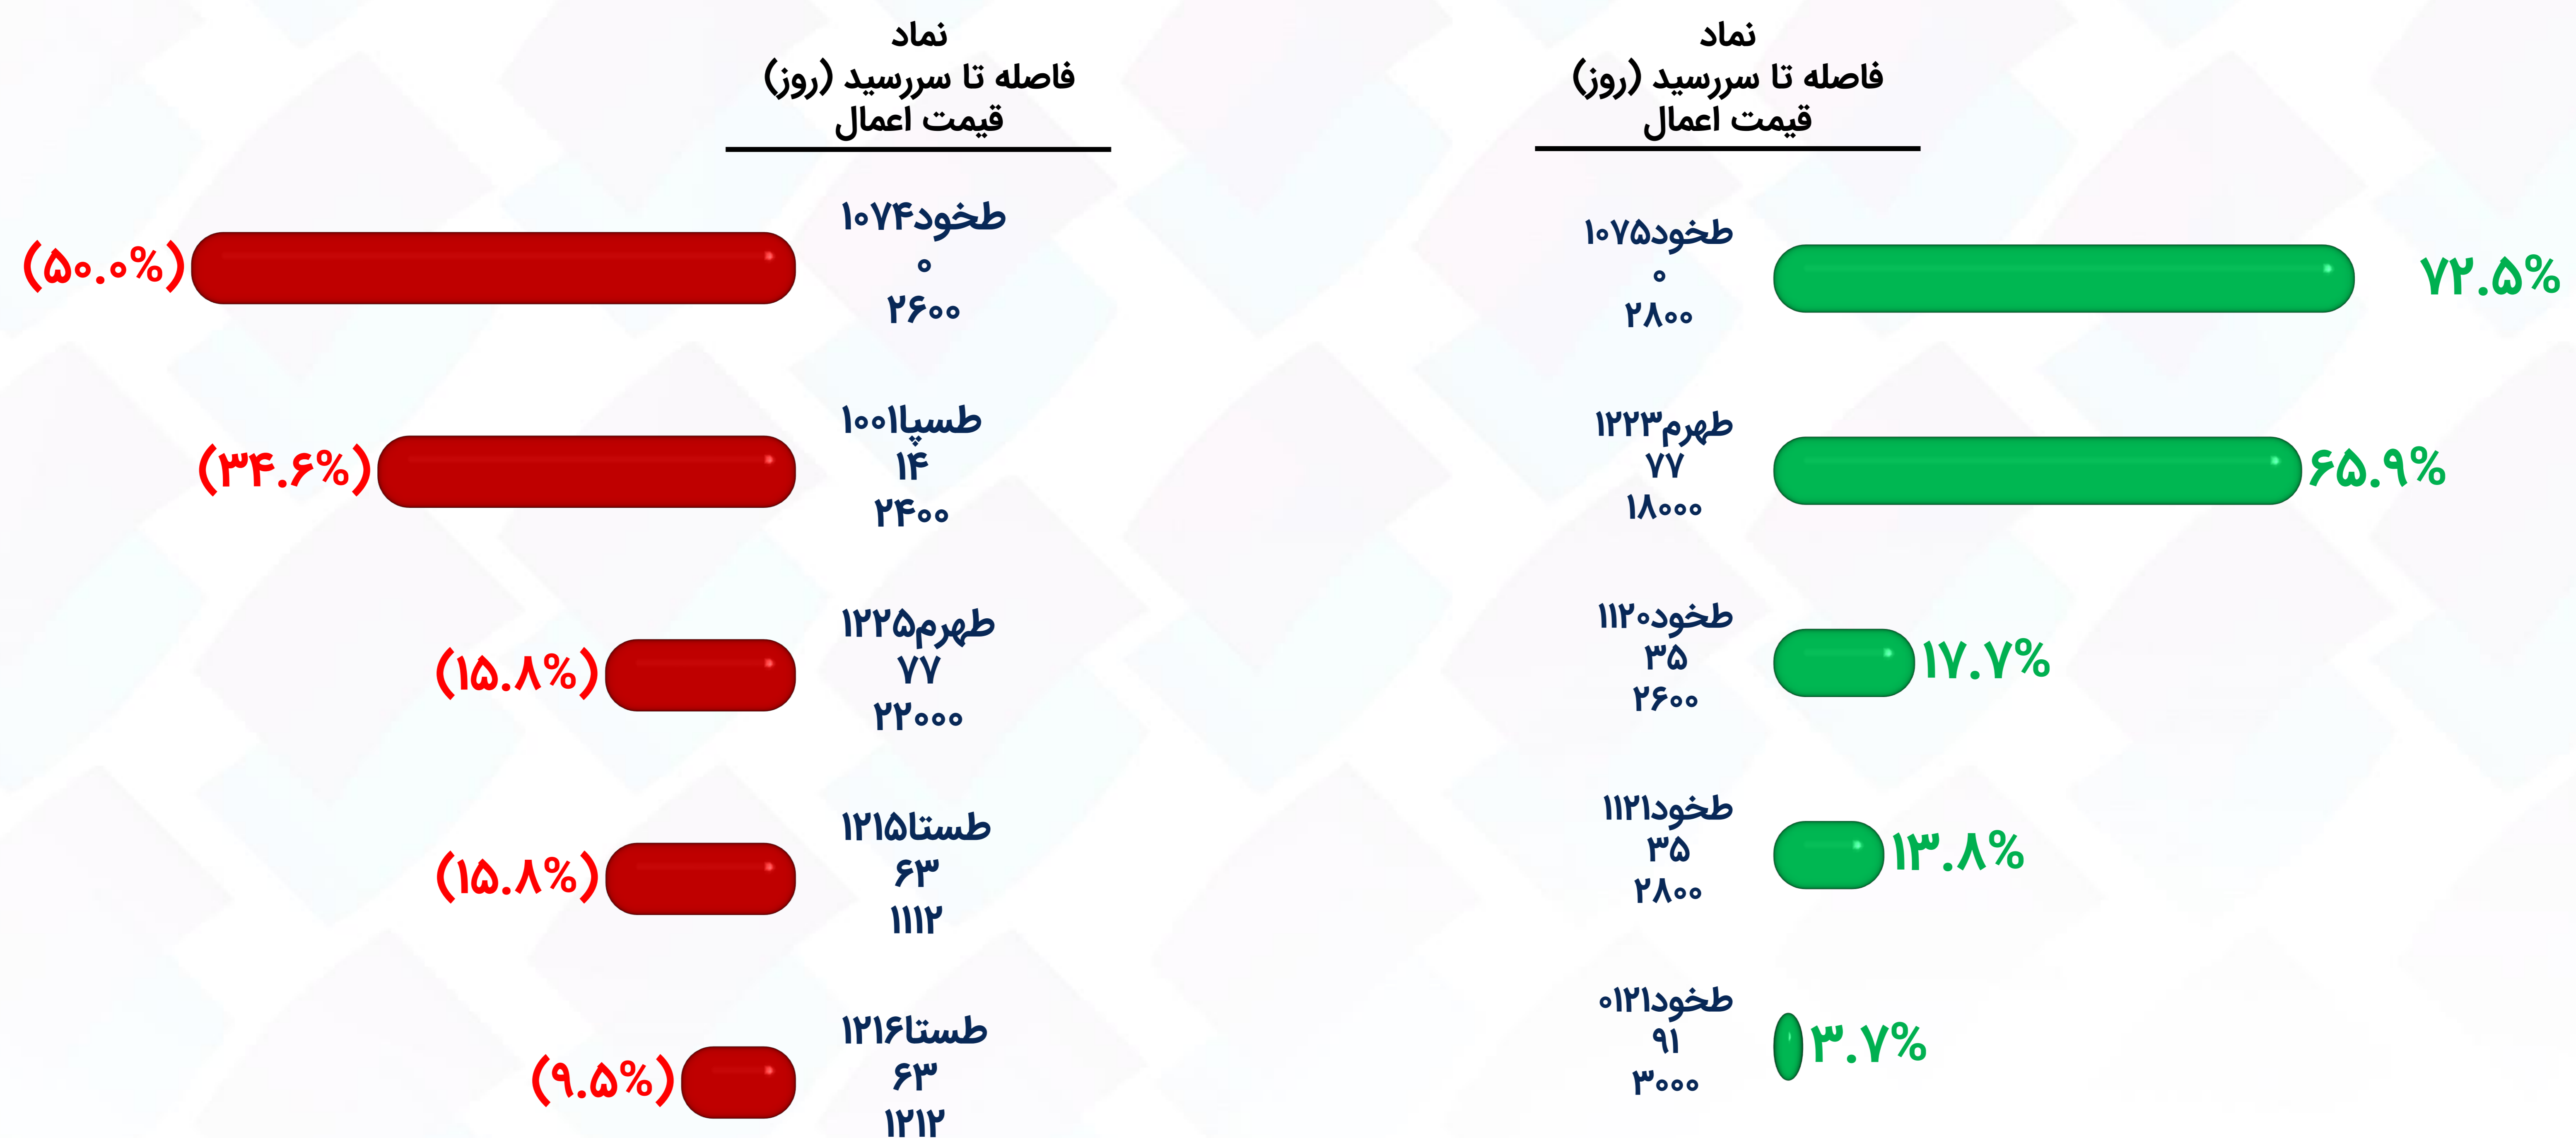 نماد
فاصله تا سررسید (روز)
قیمت اعمال
طخود۱۰۷۵
۰
۲۸۰۰
۷۲.۵%
طهرم۱۲۲۳
۷۷
۱۸۰۰۰
۶۵.۹%
طخود۱۱۲۰
۳۵
۲۶۰۰
۱۷.۷%
طخود۱۱۲۱
۳۵
۲۸۰۰
۱۳.۸%
طخود۰۱۲۱
۹۱
۳۰۰۰
۳.۷%
نماد
فاصله تا سررسید (روز)
قیمت اعمال
طخود۱۰۷۴
۰
۲۶۰۰
(۵۰.۰%)
طسپا۱۰۰۱
۱۴
۲۴۰۰
(۳۴.۶%)
طهرم۱۲۲۵
۷۷
۲۲۰۰۰
(۱۵.۸%)
طستا۱۲۱۵
۶۳
۱۱۱۲
(۱۵.۸%)
طستا۱۲۱۶
۶۳
۱۲۱۲
(۹.۵%)